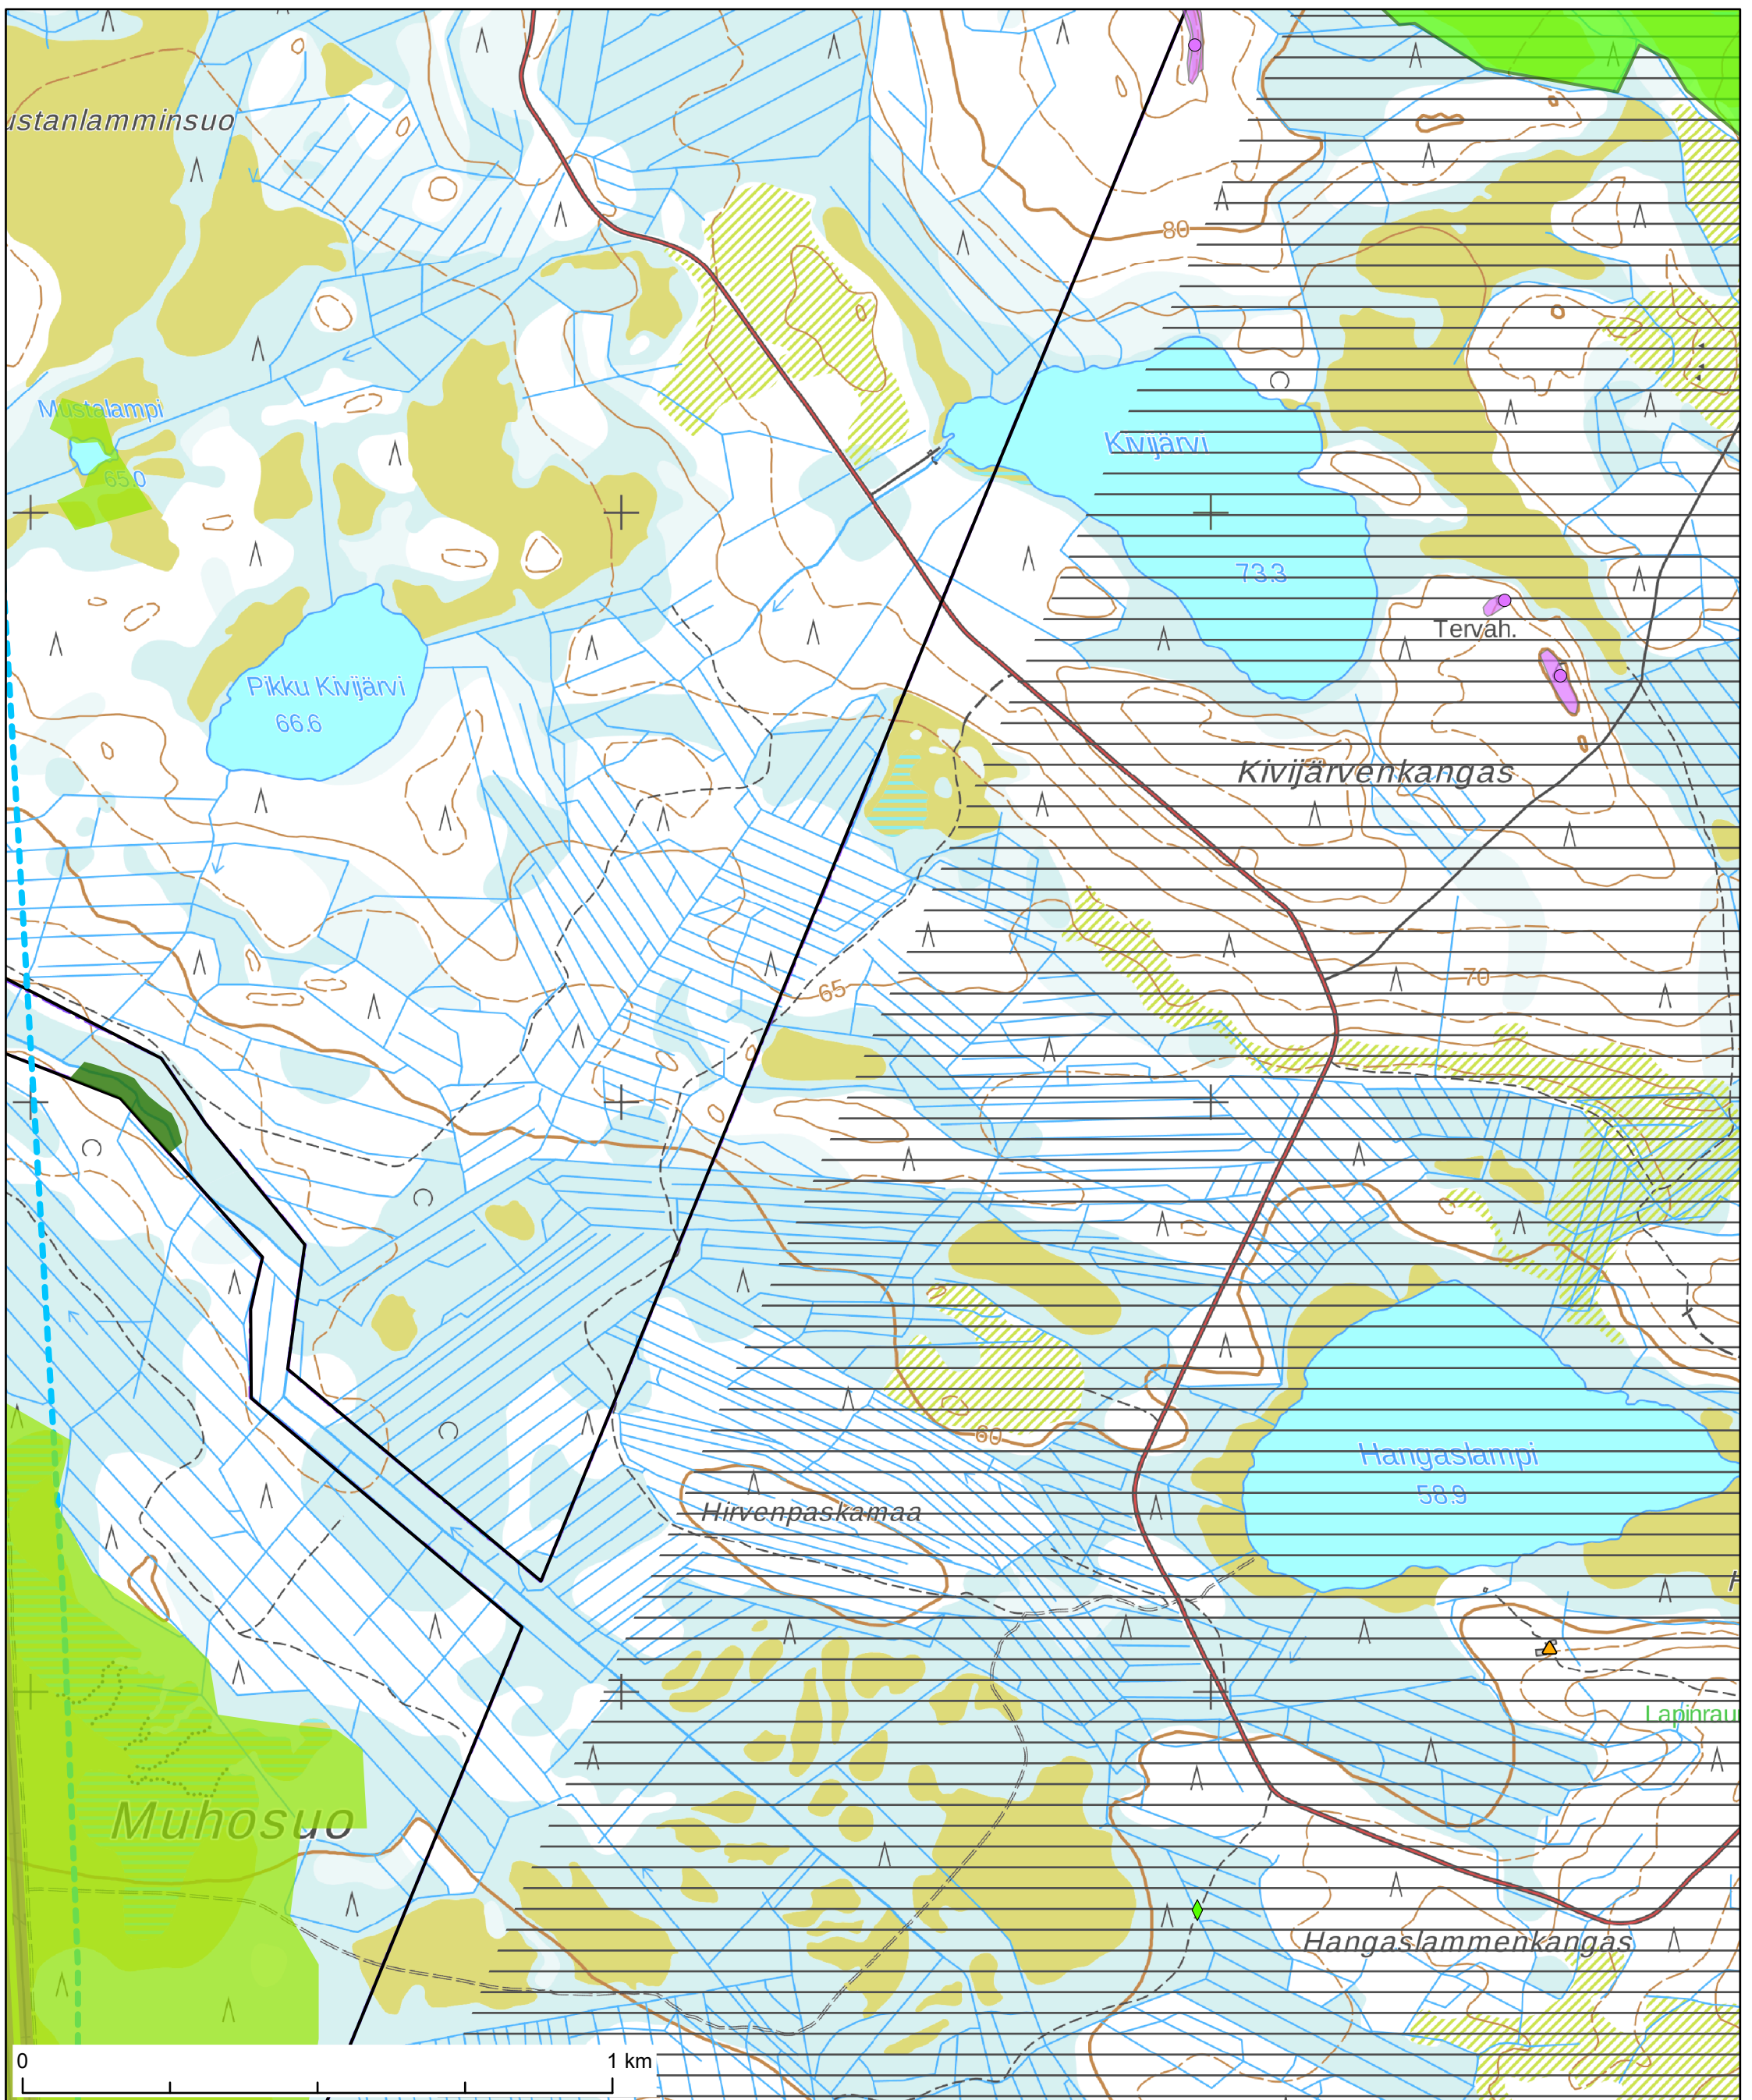 ustanlamminsuo
80
Mustalampi
65.0
Kivijärvi
73.3
Tervah.
Pikku Kivijärvi
66.6
Kivijärvenkangas
65
70
60
Hangaslampi
58.9
Hirvenpaskamaa
H
Lapinrau
Muhosuo
Hangaslammenkangas
0 1 km